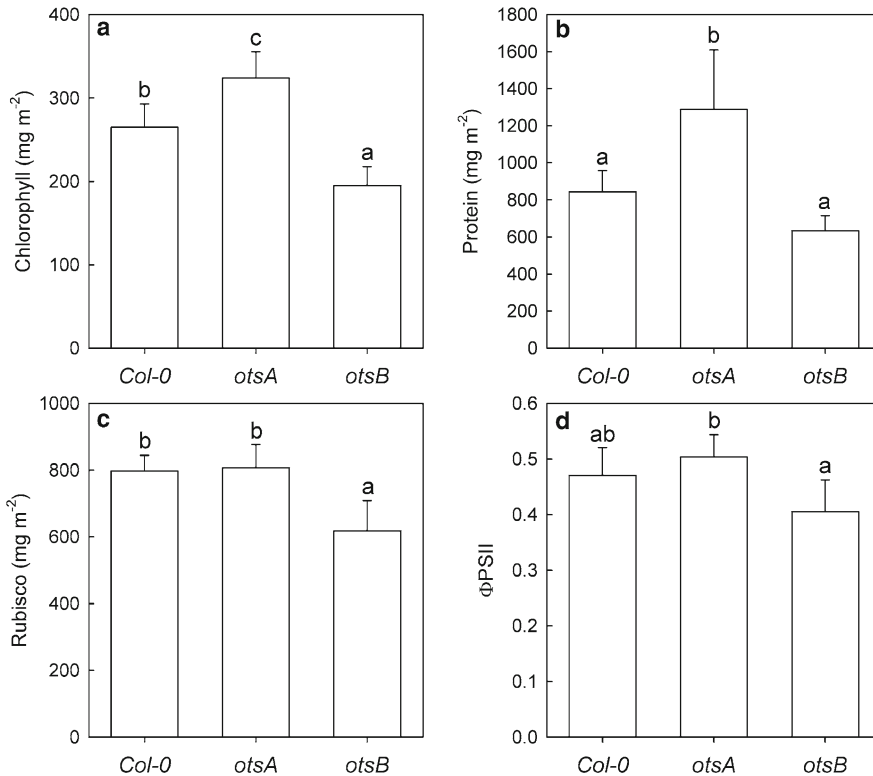 a
b
c
a
Chlorophyll (mg m⁻²)
400
300
200
100
0
Col-0 otsA otsB
b
a
b
a
Protein (mg m⁻²)
1800
1600
1400
1200
1000
800
600
400
200
0
Col-0 otsA otsB
c
b
b
a
Rubisco (mg m⁻²)
1000
800
600
400
200
0
Col-0 otsA otsB
d
ab
b
a
ΦPSII
0.6
0.5
0.4
0.3
0.2
0.1
0.0
Col-0 otsA otsB